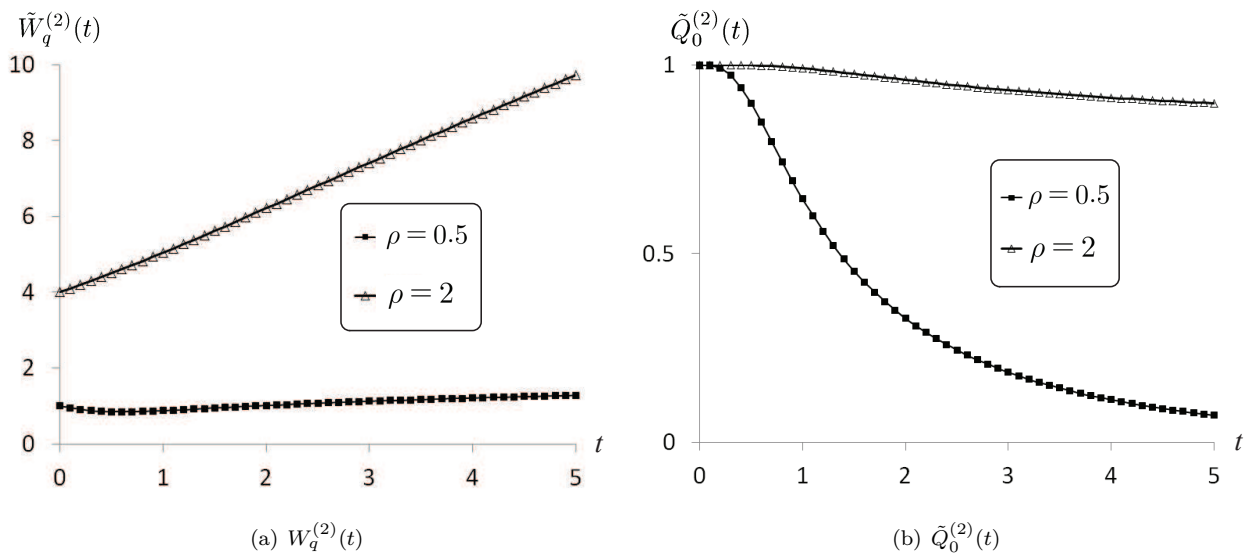 W̃_q^{(2)}(t)
10
8
6
4
2
0
0 1 2 3 4 5 t
ρ = 0.5
ρ = 2
(a) W_q^{(2)}(t)
Q̃_0^{(2)}(t)
1
0.5
0
0 1 2 3 4 5 t
ρ = 0.5
ρ = 2
(b) Q̃_0^{(2)}(t)